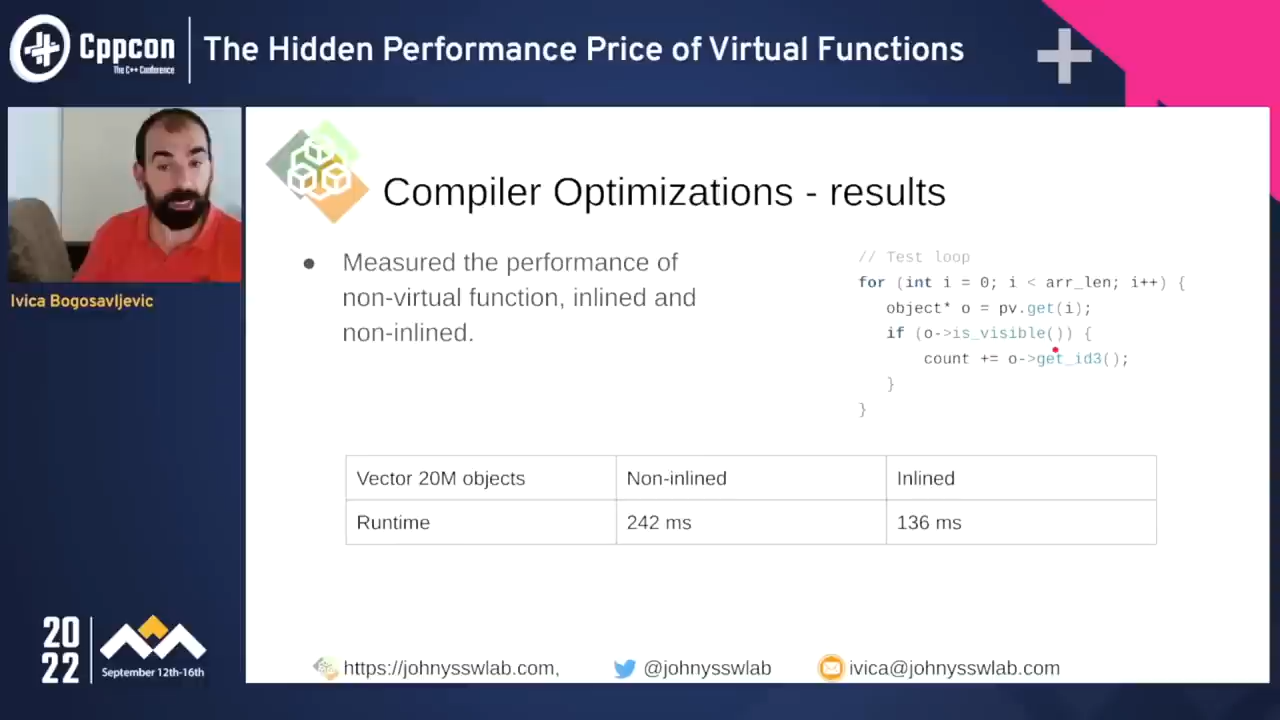 Cppcon
The C++ Conference
The Hidden Performance Price of Virtual Functions
Ivica Bogosavljevic
Compiler Optimizations - results
● Measured the performance of
non-virtual function, inlined and
non-inlined.
// Test loop
for (int i = 0; i < arr_len; i++) {
object* o = pv.get(i);
if (o->is_visible()) {
count += o->get_id3();
}
}
Vector 20M objects Non-inlined Inlined
Runtime 242 ms 136 ms
20
22
September 12th-16th
https://johnysswlab.com, @johnysswlab ivica@johnysswlab.com